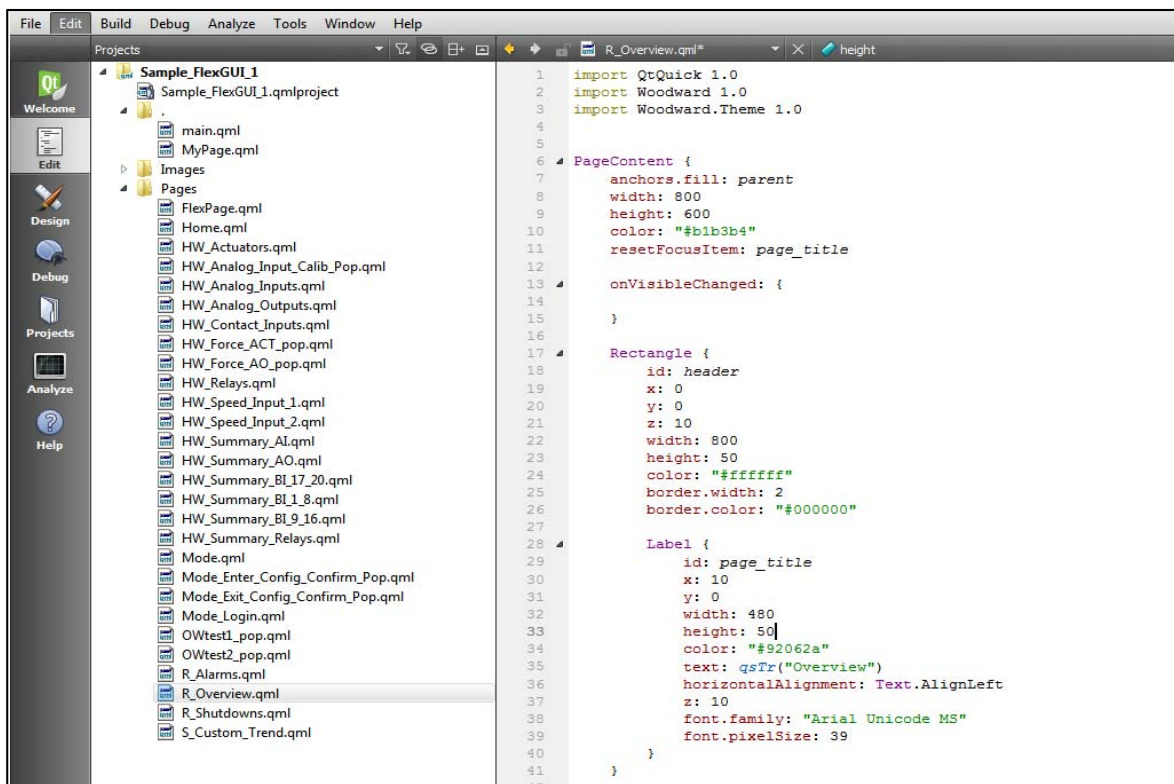 File Edit Build Debug Analyze Tools Window Help
Projects
R_Overview.qml*
height
Welcome
Edit
Design
Debug
Projects
Analyze
Help
Sample_FlexGUI_1
Sample_FlexGUI_1.qmlproject
.
main.qml
MyPage.qml
Images
Pages
FlexPage.qml
Home.qml
HW_Actuators.qml
HW_Analog_Input_Calib_Pop.qml
HW_Analog_Inputs.qml
HW_Analog_Outputs.qml
HW_Contact_Inputs.qml
HW_Force_ACT_pop.qml
HW_Force_AO_pop.qml
HW_Relays.qml
HW_Speed_Input_1.qml
HW_Speed_Input_2.qml
HW_Summary_AI.qml
HW_Summary_AO.qml
HW_Summary_BI_17_20.qml
HW_Summary_BI_1_8.qml
HW_Summary_BI_9_16.qml
HW_Summary_Relays.qml
Mode.qml
Mode_Enter_Config_Confirm_Pop.qml
Mode_Exit_Config_Confirm_Pop.qml
Mode_Login.qml
OWtest1_pop.qml
OWtest2_pop.qml
R_Alarms.qml
R_Overview.qml
R_Shutdowns.qml
S_Custom_Trend.qml
1 import QtQuick 1.0
2 import Woodward 1.0
3 import Woodward.Theme 1.0
4
5
6 PageContent {
7 anchors.fill: parent
8 width: 800
9 height: 600
10 color: "#b1b3b4"
11 resetFocusItem: page_title
12
13 onVisibleChanged: {
14
15 }
16
17 Rectangle {
18 id: header
19 x: 0
20 y: 0
21 z: 10
22 width: 800
23 height: 50
24 color: "#ffffff"
25 border.width: 2
26 border.color: "#000000"
27
28 Label {
29 id: page_title
30 x: 10
31 y: 0
32 width: 480
33 height: 50
34 color: "#92062a"
35 text: qsTr("Overview")
36 horizontalAlignment: Text.AlignLeft
37 z: 10
38 font.family: "Arial Unicode MS"
39 font.pixelSize: 39
40 }
41 }